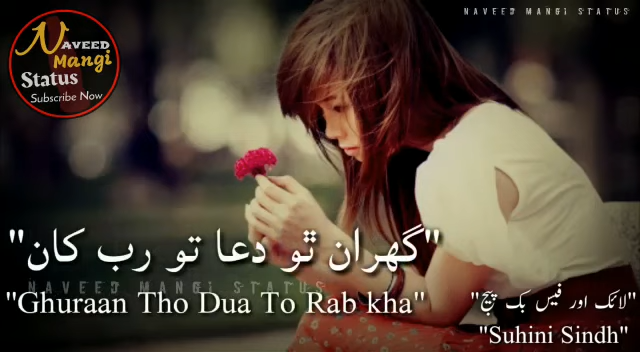 NAVEED MANGI STATUS
NAVEED
Mangi
Status
Subscribe Now
"گھران ٿو دعا تو رب کان"
NAVEED MANGI STATUS
"Ghuraan Tho Dua To Rab kha"
"لائک اور فیس بک پیج"
"Suhini Sindh"